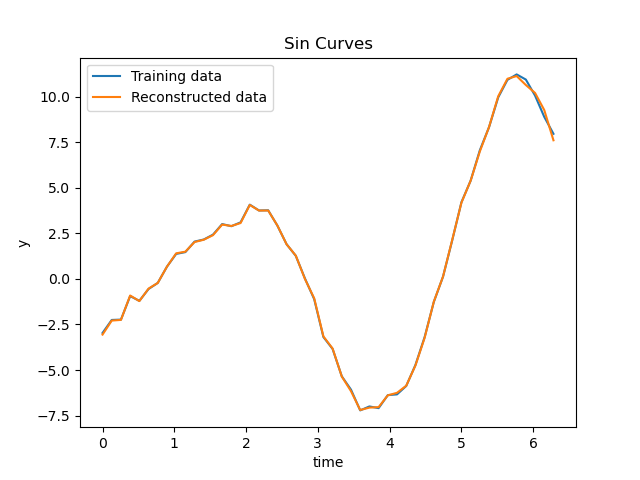 Sin Curves
Training data
Reconstructed data
10.0
7.5
5.0
2.5
0.0
−2.5
−5.0
−7.5
y
0 1 2 3 4 5 6
time